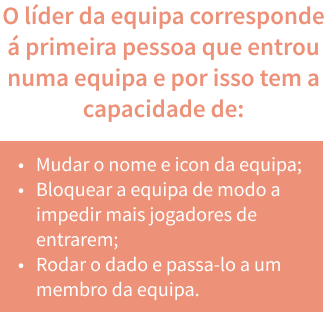 O líder da equipa corresponde
á primeira pessoa que entrou
numa equipa e por isso tem a
capacidade de:
• Mudar o nome e icon da equipa;
• Bloquear a equipa de modo a
impedir mais jogadores de
entrarem;
• Rodar o dado e passa-lo a um
membro da equipa.